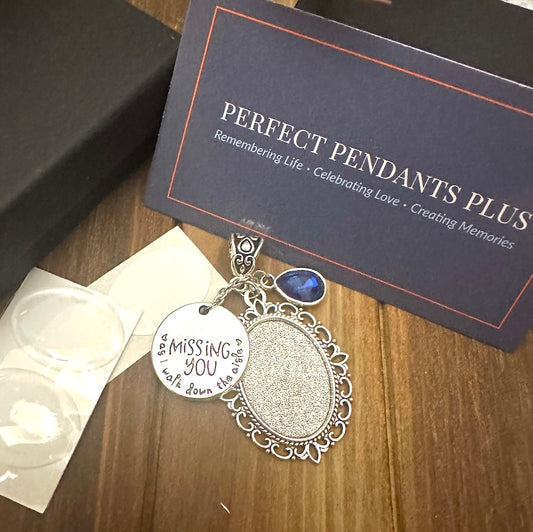 PERFECT PENDANTS PLUS
Remembering Life • Celebrating Love • Creating Memories
MISSING
YOU
as I walk down the aisle